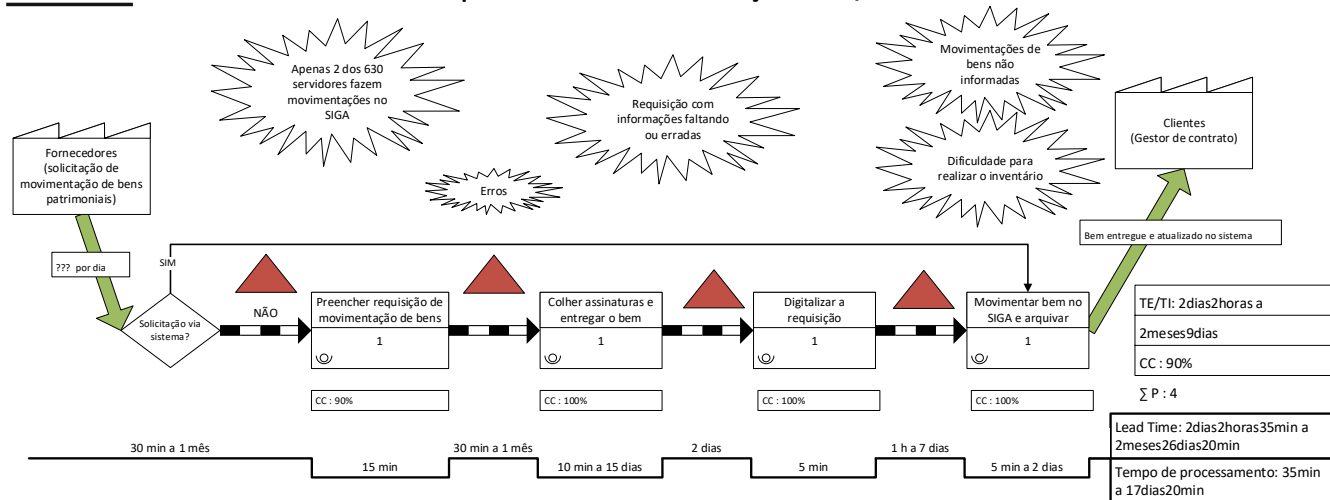 Apenas 2 dos 630
servidores fazem
movimentações no
SIGA
Requisição com
informações faltando
ou erradas
Movimentações de
bens não
informadas
Dificuldade para
realizar o inventário
Erros
Fornecedores
(solicitação de
movimentação de bens
patrimoniais)
Clientes
(Gestor de contrato)
??? por dia
Bem entregue e atualizado no sistema
SIM
NÃO
Solicitação via
sistema?
Preencher requisição de
movimentação de bens
1
CC : 90%
Colher assinaturas e
entregar o bem
1
CC : 100%
Digitalizar a
requisição
1
CC : 100%
Movimentar bem no
SIGA e arquivar
1
CC : 100%
TE/TI: 2dias2horas a
2meses9dias
CC : 90%
∑ P : 4
Lead Time: 2dias2horas35min a
2meses26dias20min
Tempo de processamento: 35min
a 17dias20min
30 min a 1 mês
15 min
30 min a 1 mês
10 min a 15 dias
2 dias
5 min
1 h a 7 dias
5 min a 2 dias